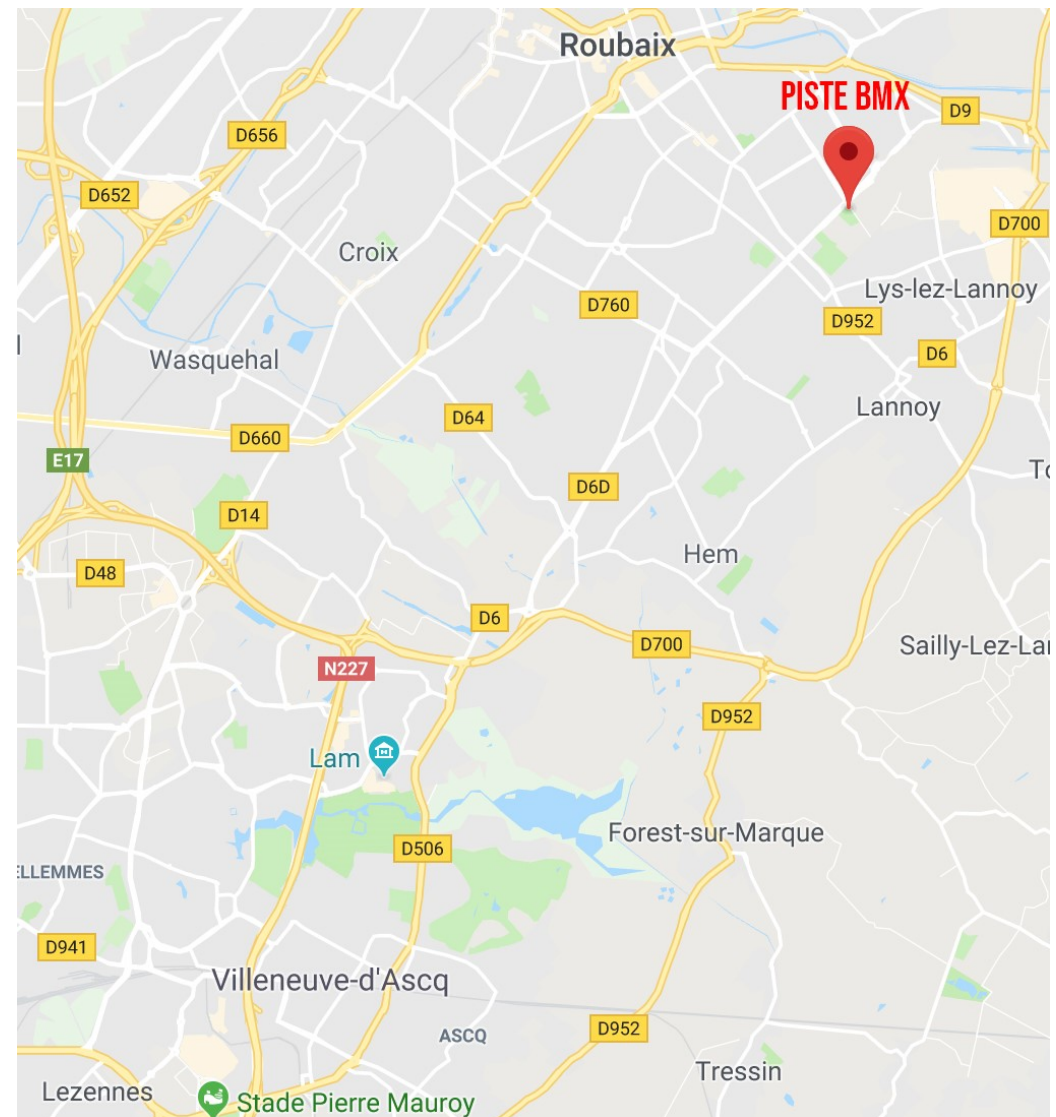 Roubaix
PISTE BMX
D9
D656
D652
D700
Croix
Lys-lez-Lannoy
D760
D952
Wasquehal
D6
Lannoy
D64
D660
E17
To
D6D
D14
Hem
D48
D6
D700
Sailly-Lez-Lan
N227
D952
Lam
Forest-sur-Marque
D506
ELLEMMES
D941
Villeneuve-d'Ascq
D952
ASCQ
Tressin
Lezennes
Stade Pierre Mauroy